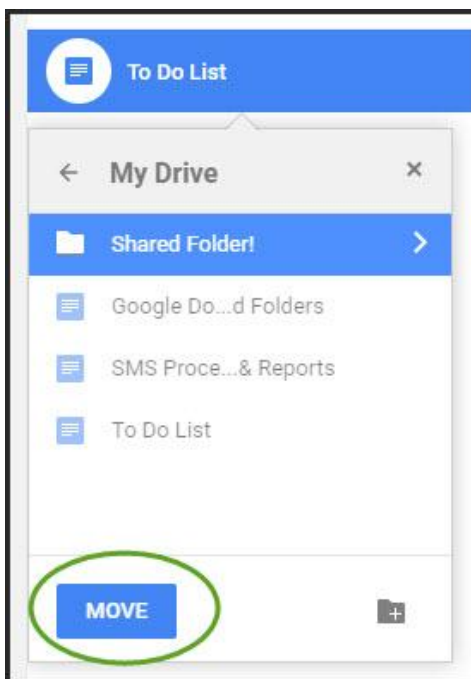 To Do List
My Drive
Shared Folder!
Google Do...d Folders
SMS Proce...& Reports
To Do List
MOVE